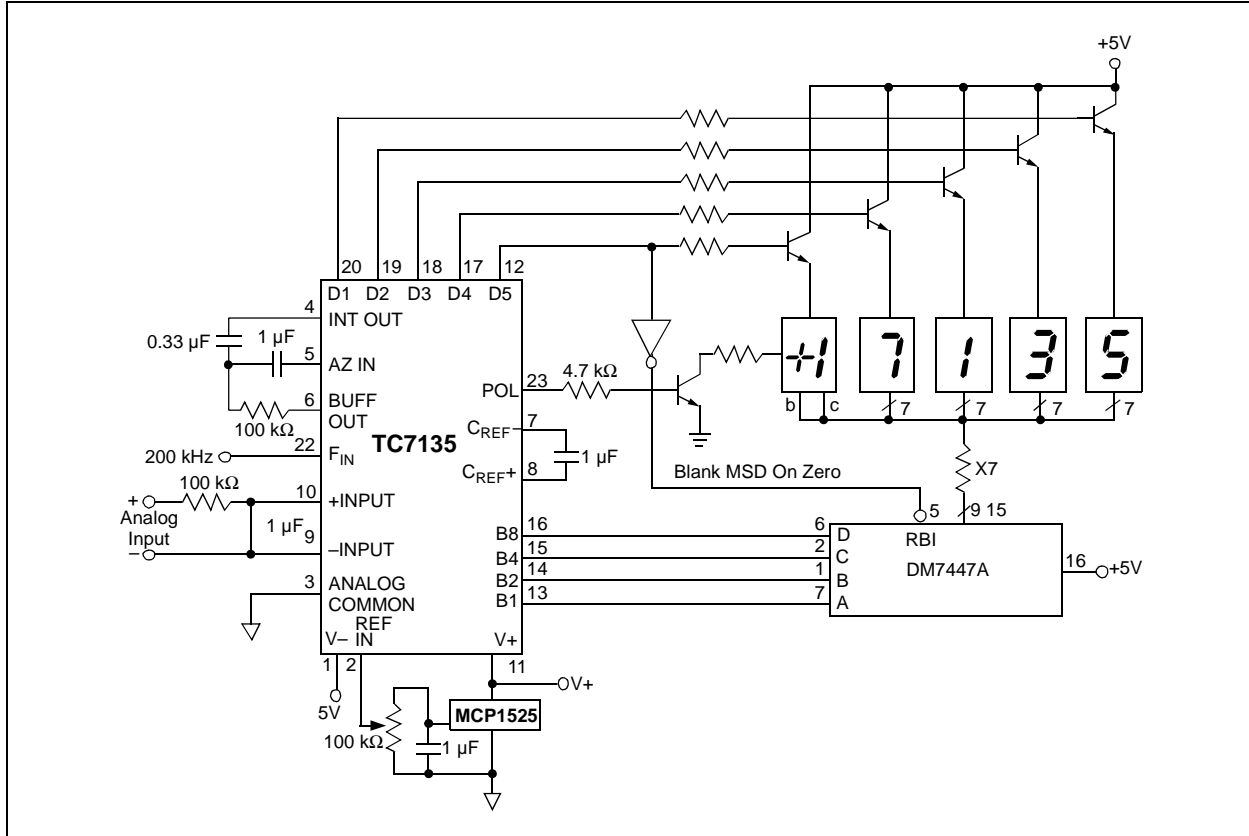 +5V
20 19 18 17 12
D1 D2 D3 D4 D5
4
INT OUT
0.33 µF
1 µF
5
AZ IN
6
BUFF
OUT
100 kΩ
22
200 kHz
FIN
TC7135
POL
23
4.7 kΩ
7
CREF–
8
CREF+
1 µF
+1 7 1 3 5
b c 7 7 7 7
X7
Blank MSD On Zero
10
100 kΩ
+INPUT
+
Analog
Input
–
1 µF
9
–INPUT
3
ANALOG
COMMON
REF
IN
V–
V+
B8 16
B4 15
B2 14
B1 13
6 D
2 C
1 B
7 A
5
9 15
RBI
DM7447A
16
+5V
1 2 11
5V
V+
MCP1525
100 kΩ
1 µF